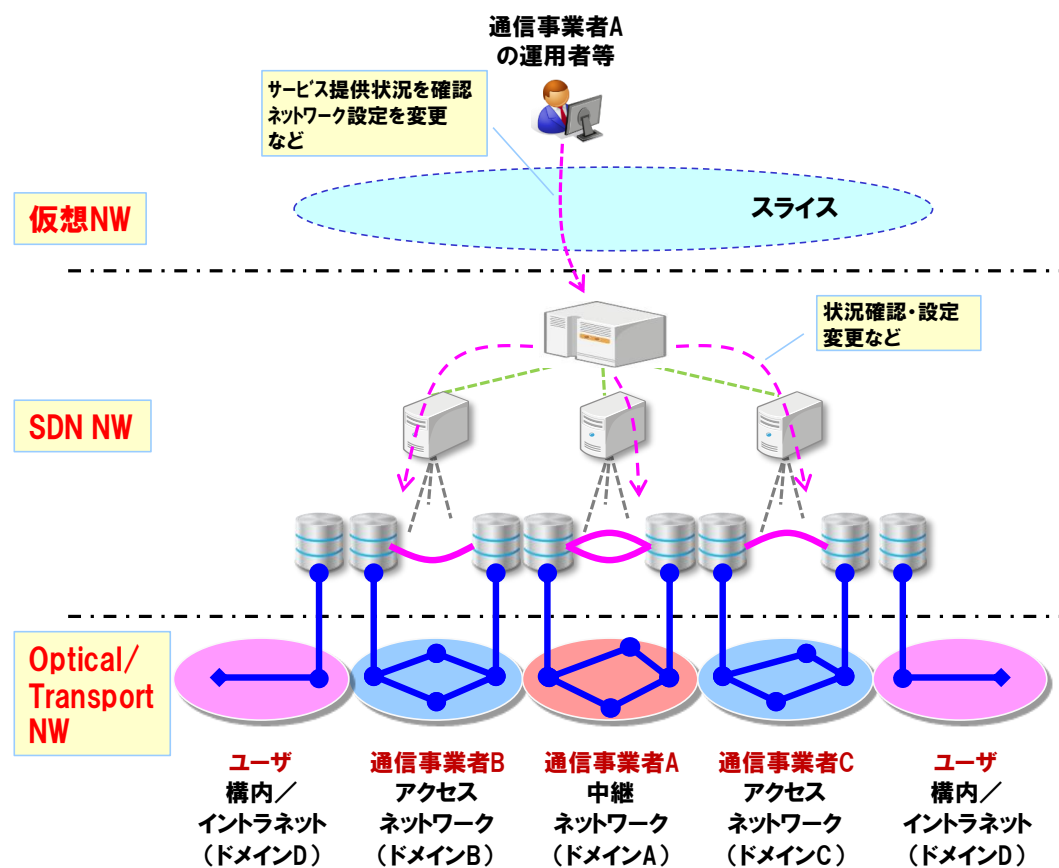 通信事業者A
の運用者等
サービス提供状況を確認
ネットワーク設定を変更
など
仮想NW
スライス
状況確認・設定
変更など
SDN NW
Optical/
Transport
NW
ユーザ
構内／
イントラネット
（ドメインD）
通信事業者B
アクセス
ネットワーク
（ドメインB）
通信事業者A
中継
ネットワーク
（ドメインA）
通信事業者C
アクセス
ネットワーク
（ドメインC）
ユーザ
構内／
イントラネット
（ドメインD）